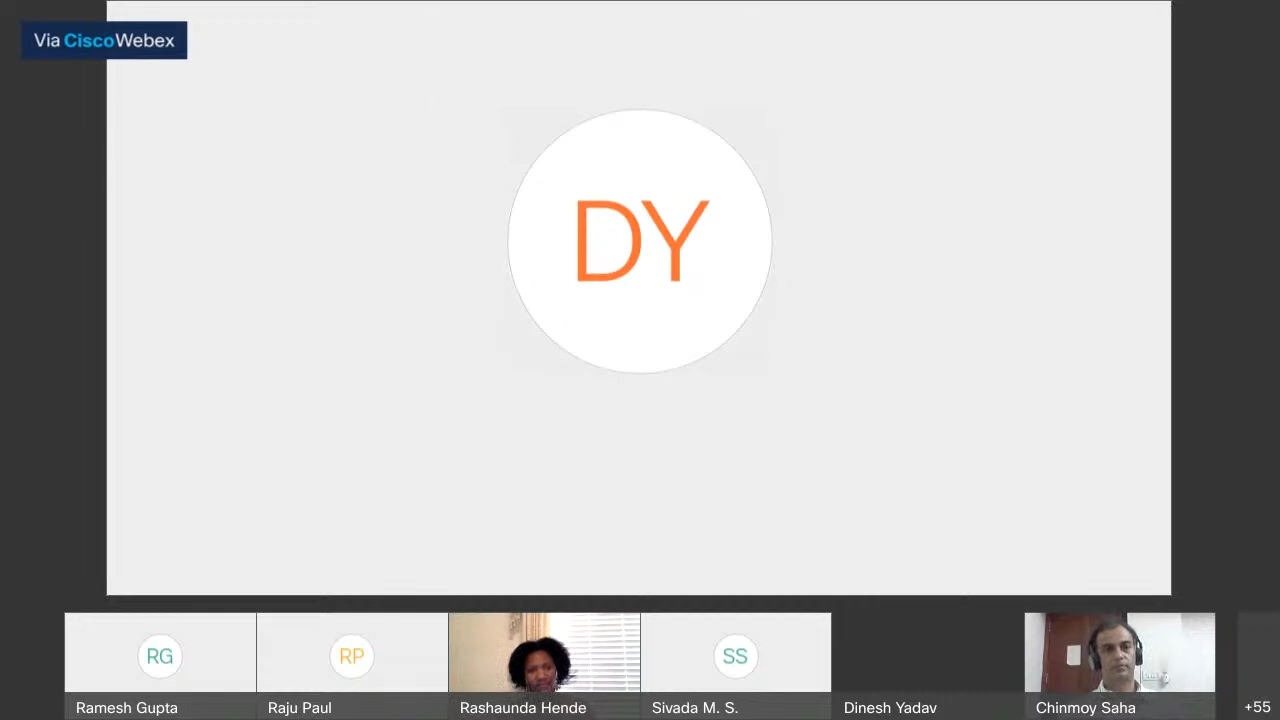 Via CiscoWebex
DY
RG
RP
SS
Ramesh Gupta
Raju Paul
Rashaunda Hende
Sivada M. S.
Dinesh Yadav
Chinmoy Saha
+55